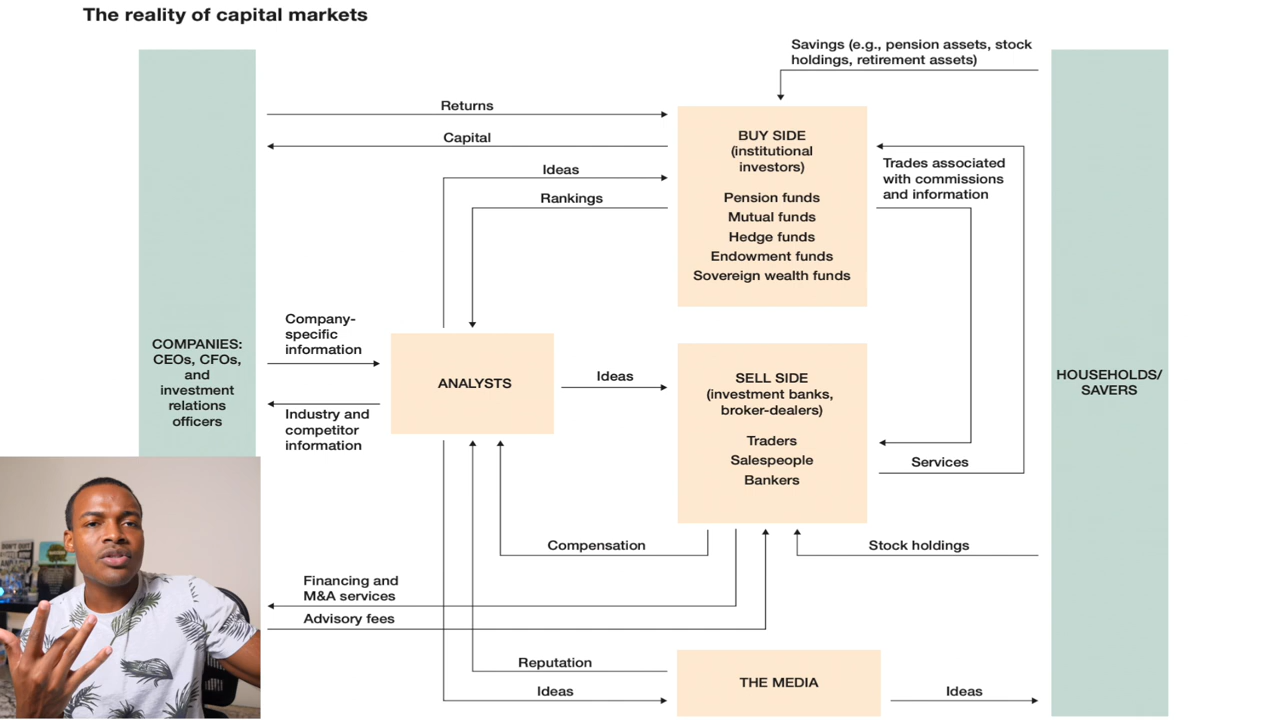 The reality of capital markets
Savings (e.g., pension assets, stock
holdings, retirement assets)
Returns
Capital
Ideas
Rankings
BUY SIDE
(institutional
investors)
Pension funds
Mutual funds
Hedge funds
Endowment funds
Sovereign wealth funds
Trades associated
with commissions
and information
COMPANIES:
CEOs, CFOs,
and
investment
relations
officers
Company-
specific
information
Industry and
competitor
information
ANALYSTS
Ideas
SELL SIDE
(investment banks,
broker-dealers)
Traders
Salespeople
Bankers
Services
HOUSEHOLDS/
SAVERS
Compensation
Stock holdings
Financing and
M&A services
Advisory fees
Reputation
Ideas
THE MEDIA
Ideas